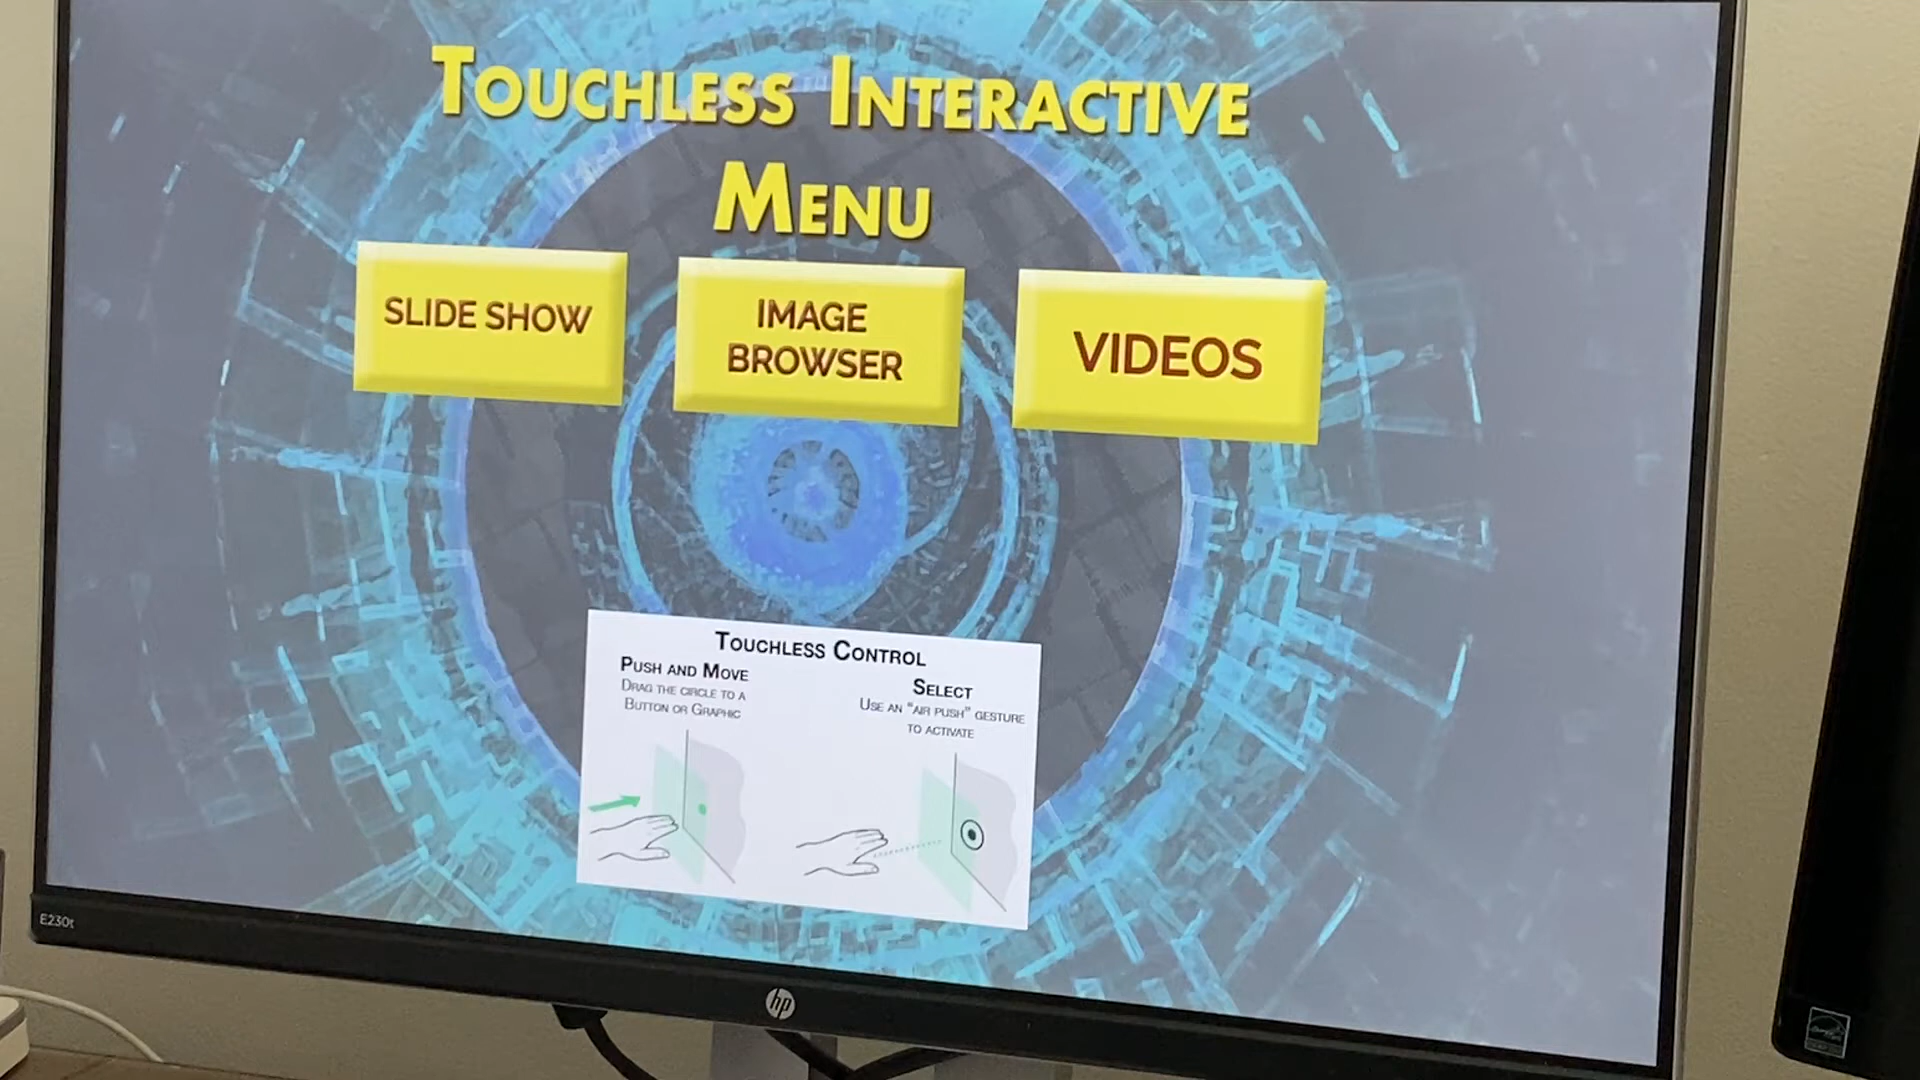 TOUCHLESS INTERACTIVE
MENU
SLIDE SHOW
IMAGE
BROWSER
VIDEOS
TOUCHLESS CONTROL
PUSH AND MOVE
DRAG THE CIRCLE TO A
BUTTON OR GRAPHIC
SELECT
USE AN "AIR PUSH" GESTURE
TO ACTIVATE
E230t
hp